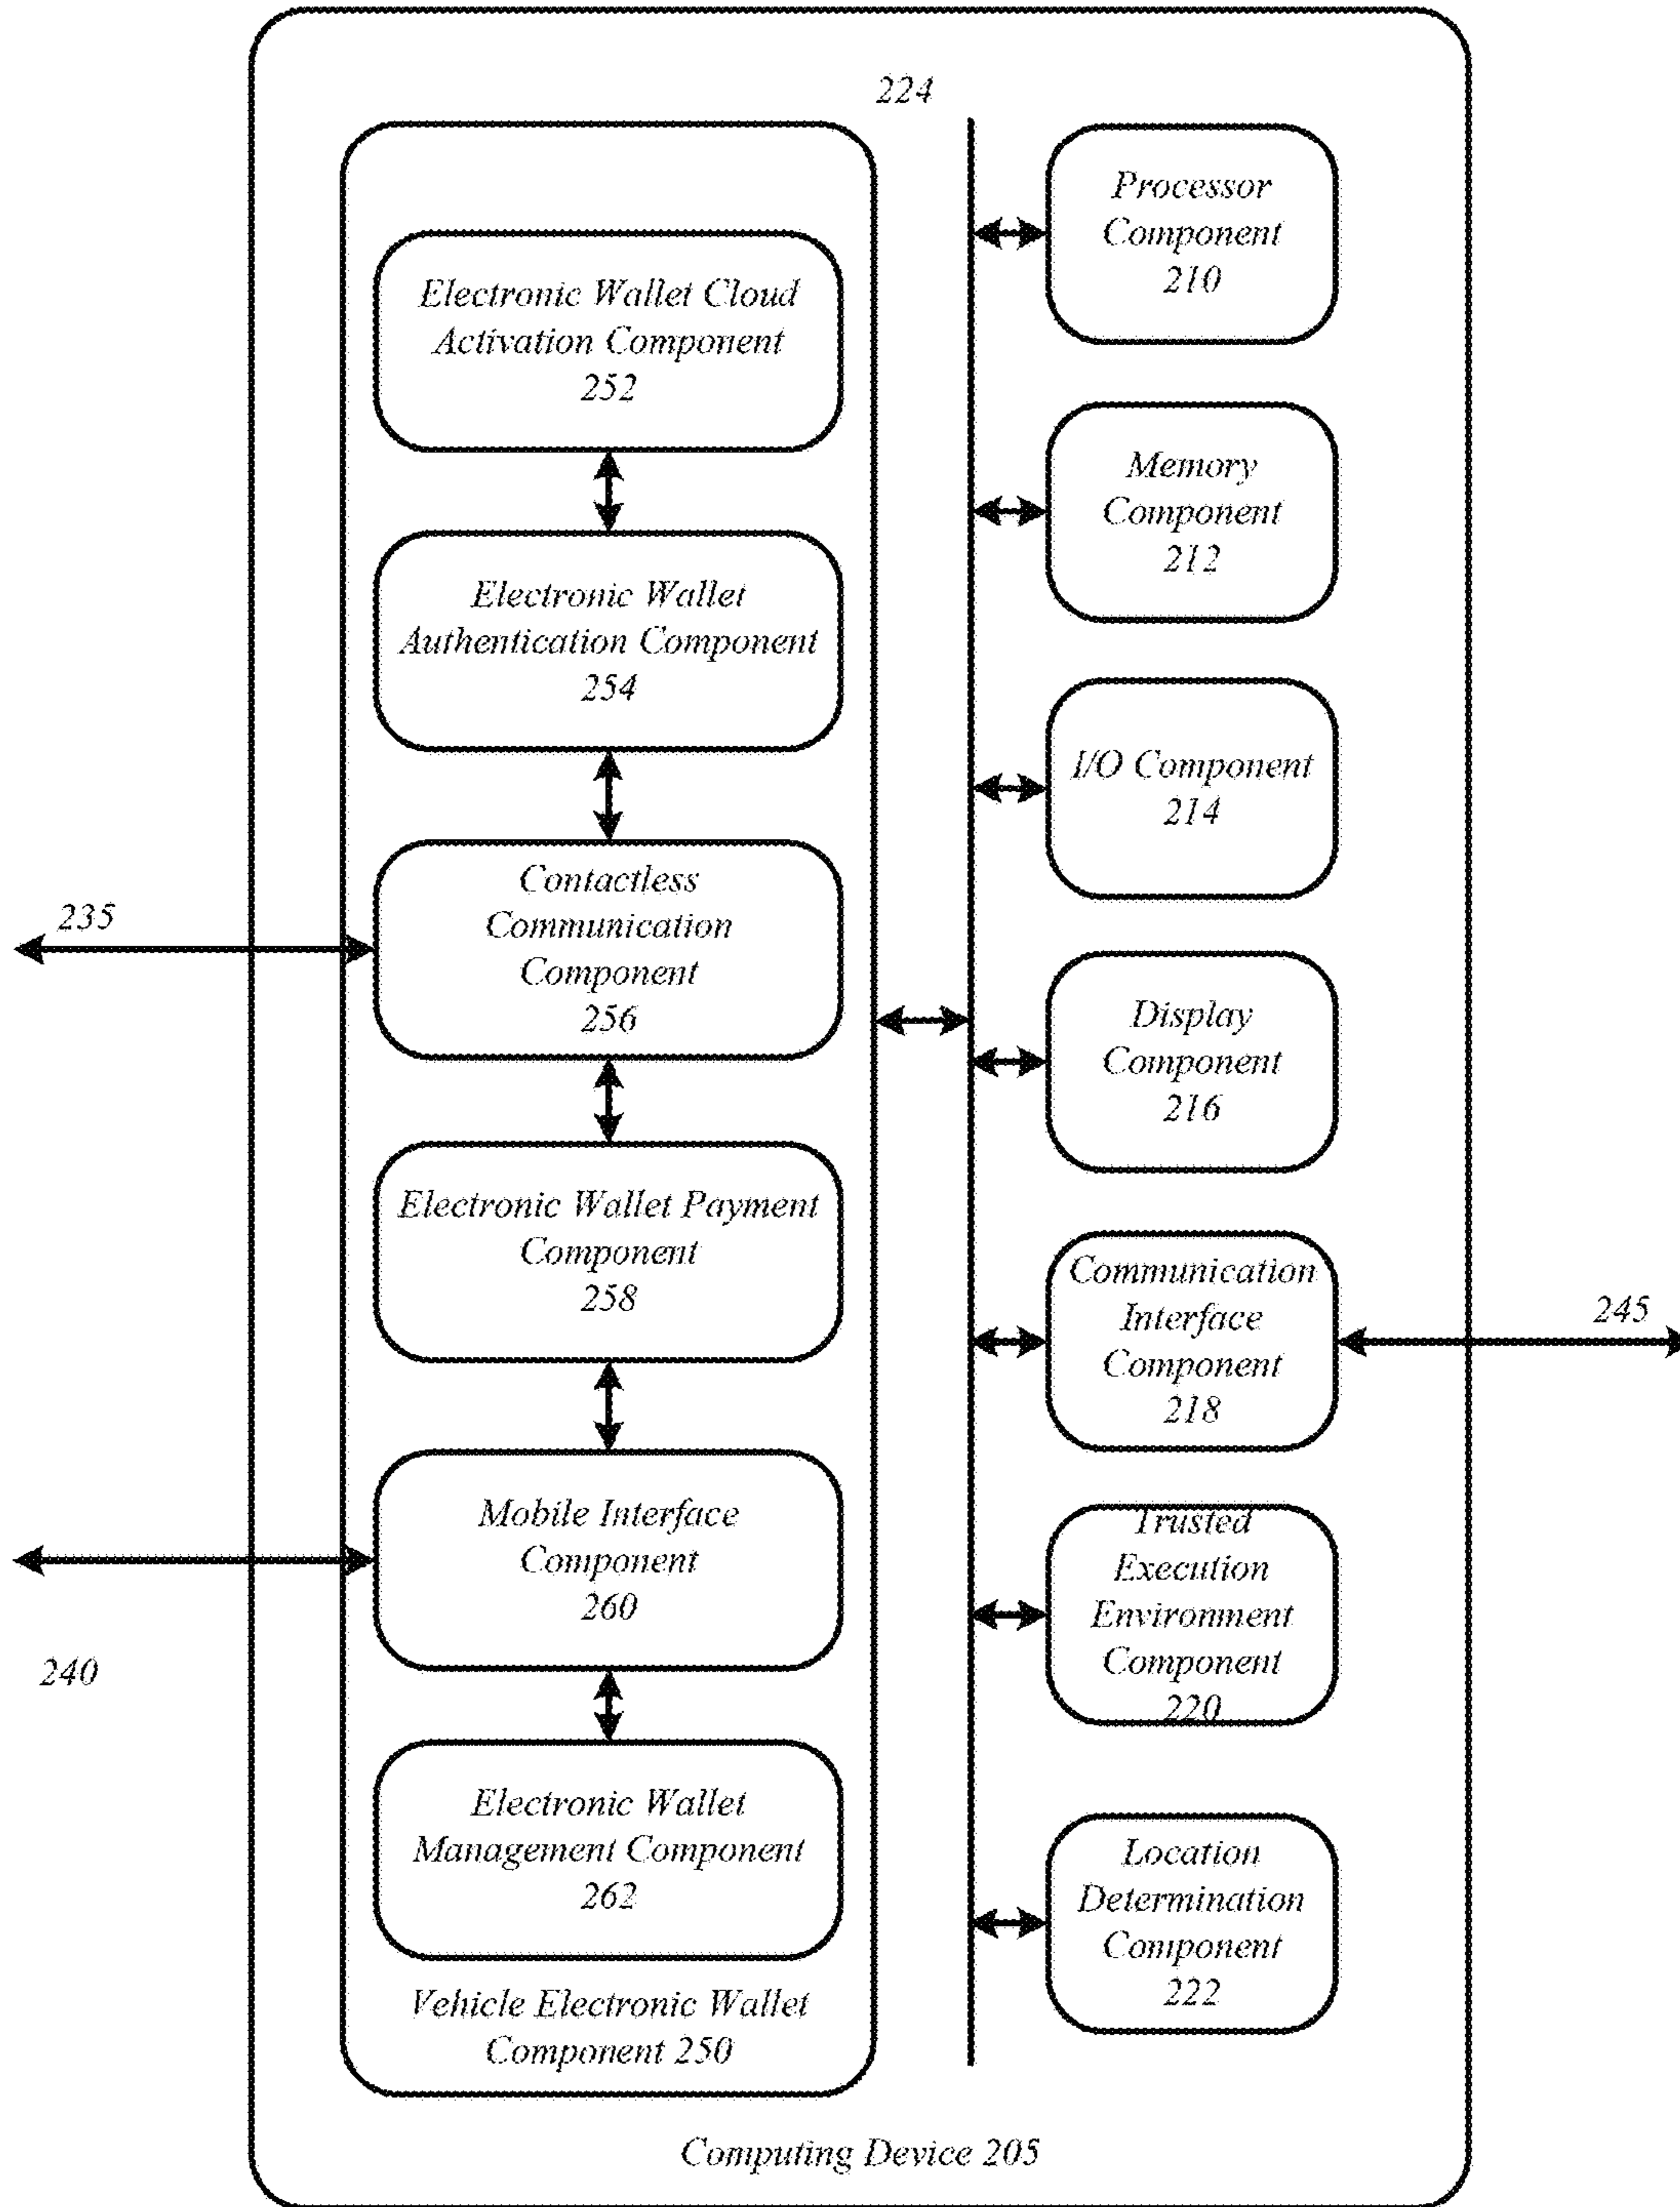 224
Processor
Component
210
Electronic Wallet Cloud
Activation Component
252
Memory
Component
212
Electronic Wallet
Authentication Component
254
I/O Component
214
Contactless
Communication
Component
256
235
Display
Component
216
Electronic Wallet Payment
Component
258
Communication
Interface
Component
218
245
Mobile Interface
Component
260
240
Trusted
Execution
Environment
Component
220
Electronic Wallet
Management Component
262
Location
Determination
Component
222
Vehicle Electronic Wallet
Component 250
Computing Device 205